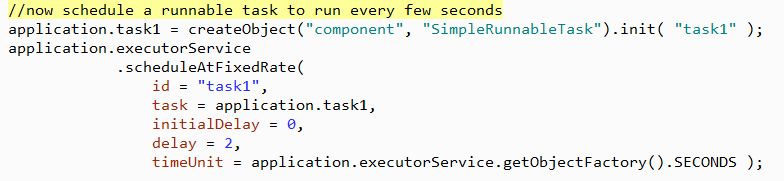 //now schedule a runnable task to run every few seconds
application.task1 = createObject("component", "SimpleRunnableTask").init( "task1" );
application.executorService
.scheduleAtFixedRate(
id = "task1",
task = application.task1,
initialDelay = 0,
delay = 2,
timeUnit = application.executorService.getObjectFactory().SECONDS );